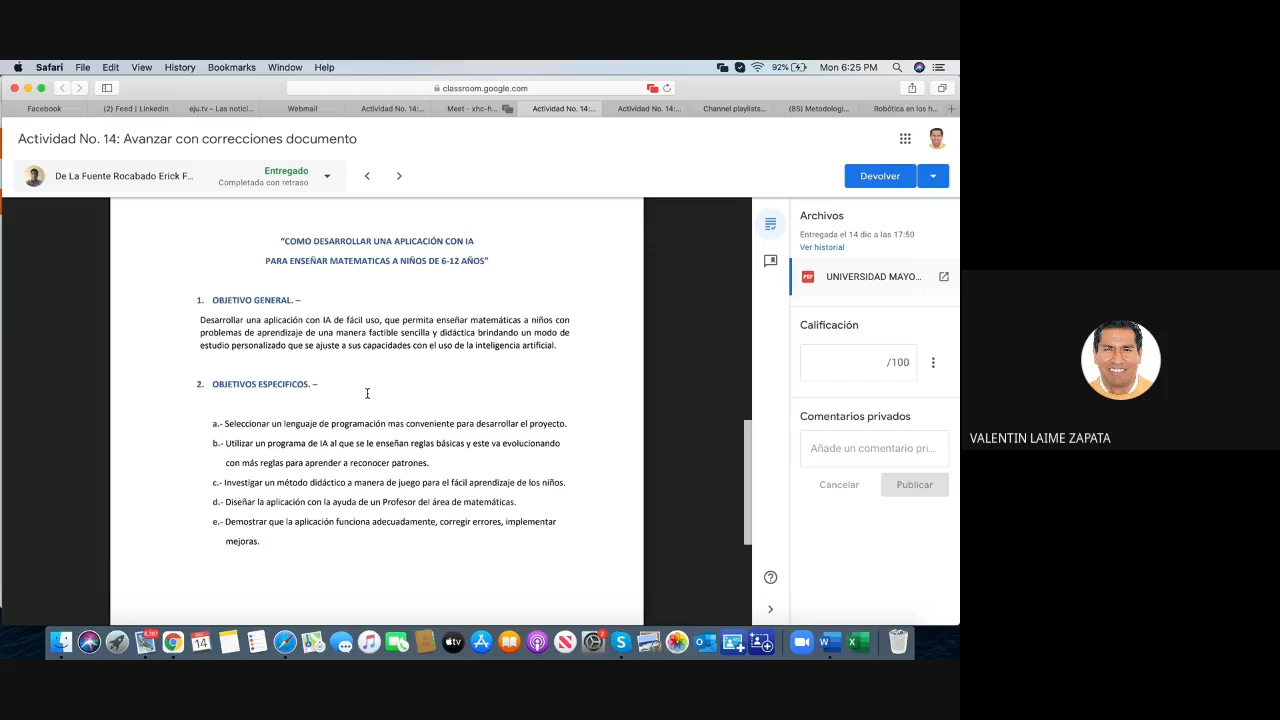 Safari File Edit View History Bookmarks Window Help 92% Mon 6:25 PM
classroom.google.com
Facebook (2) Feed | LinkedIn eju.tv – Las notici... Webmail Actividad No. 14:... Meet – xhc-h... Actividad No. 14:... Actividad No. 14:... Channel playlists... (85) Metodologí... Robótica en los h...
Actividad No. 14: Avanzar con correcciones documento
De La Fuente Rocabado Erick F...
Entregado
Completada con retraso
Devolver
“COMO DESARROLLAR UNA APLICACIÓN CON IA
PARA ENSEÑAR MATEMATICAS A NIÑOS DE 6-12 AÑOS”
1. OBJETIVO GENERAL. –
Desarrollar una aplicación con IA de fácil uso, que permita enseñar matemáticas a niños con
problemas de aprendizaje de una manera factible sencilla y didáctica brindando un modo de
estudio personalizado que se ajuste a sus capacidades con el uso de la inteligencia artificial.
2. OBJETIVOS ESPECIFICOS. –
a.- Seleccionar un lenguaje de programación mas conveniente para desarrollar el proyecto.
b.- Utilizar un programa de IA al que se le enseñan reglas básicas y este va evolucionando
con más reglas para aprender a reconocer patrones.
c.- Investigar un método didáctico a manera de juego para el fácil aprendizaje de los niños.
d.- Diseñar la aplicación con la ayuda de un Profesor del área de matemáticas.
e.- Demostrar que la aplicación funciona adecuadamente, corregir errores, implementar
mejoras.
Archivos
Entregada el 14 dic a las 17:50
Ver historial
PDF UNIVERSIDAD MAYO...
Calificación
/100
Comentarios privados
Añade un comentario pri...
Cancelar Publicar
VALENTIN LAIME ZAPATA
14
tv